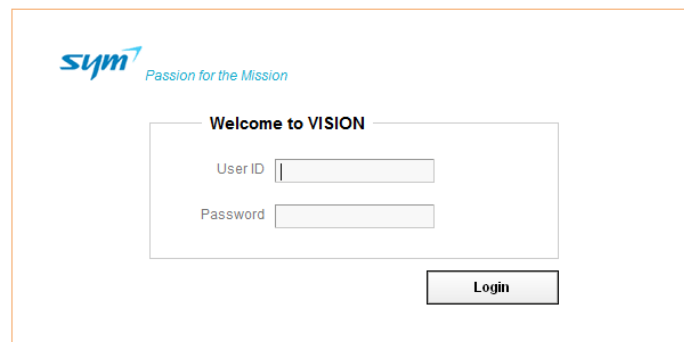 sym
Passion for the Mission
Welcome to VISION
User ID
Password
Login